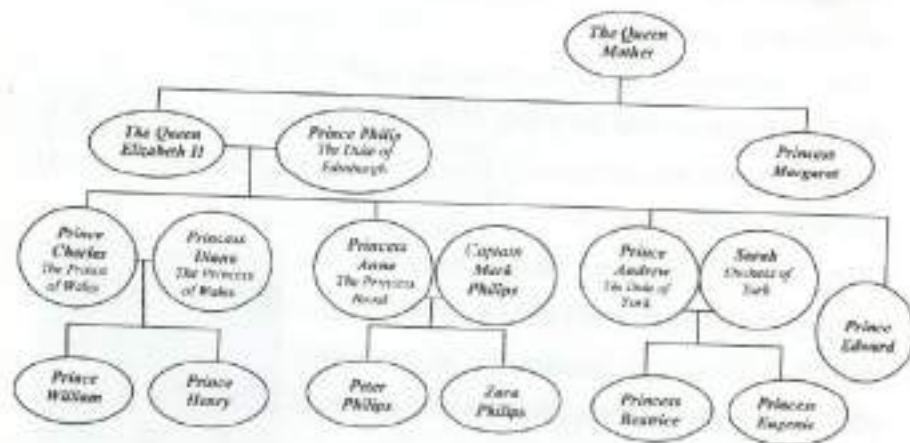 The Queen
Mother
The Queen
Elizabeth II
Prince Philip
The Duke of
Edinburgh
Princess
Margaret
Prince
Charles
The Prince
of Wales
Princess
Diana
The Princess
of Wales
Princess
Anne
The Princess
Royal
Captain
Mark
Philips
Prince
Andrew
The Duke of
York
Sarah
Duchess of
York
Prince
Edward
Prince
William
Prince
Henry
Peter
Philips
Zara
Philips
Princess
Beatrice
Princess
Eugenie